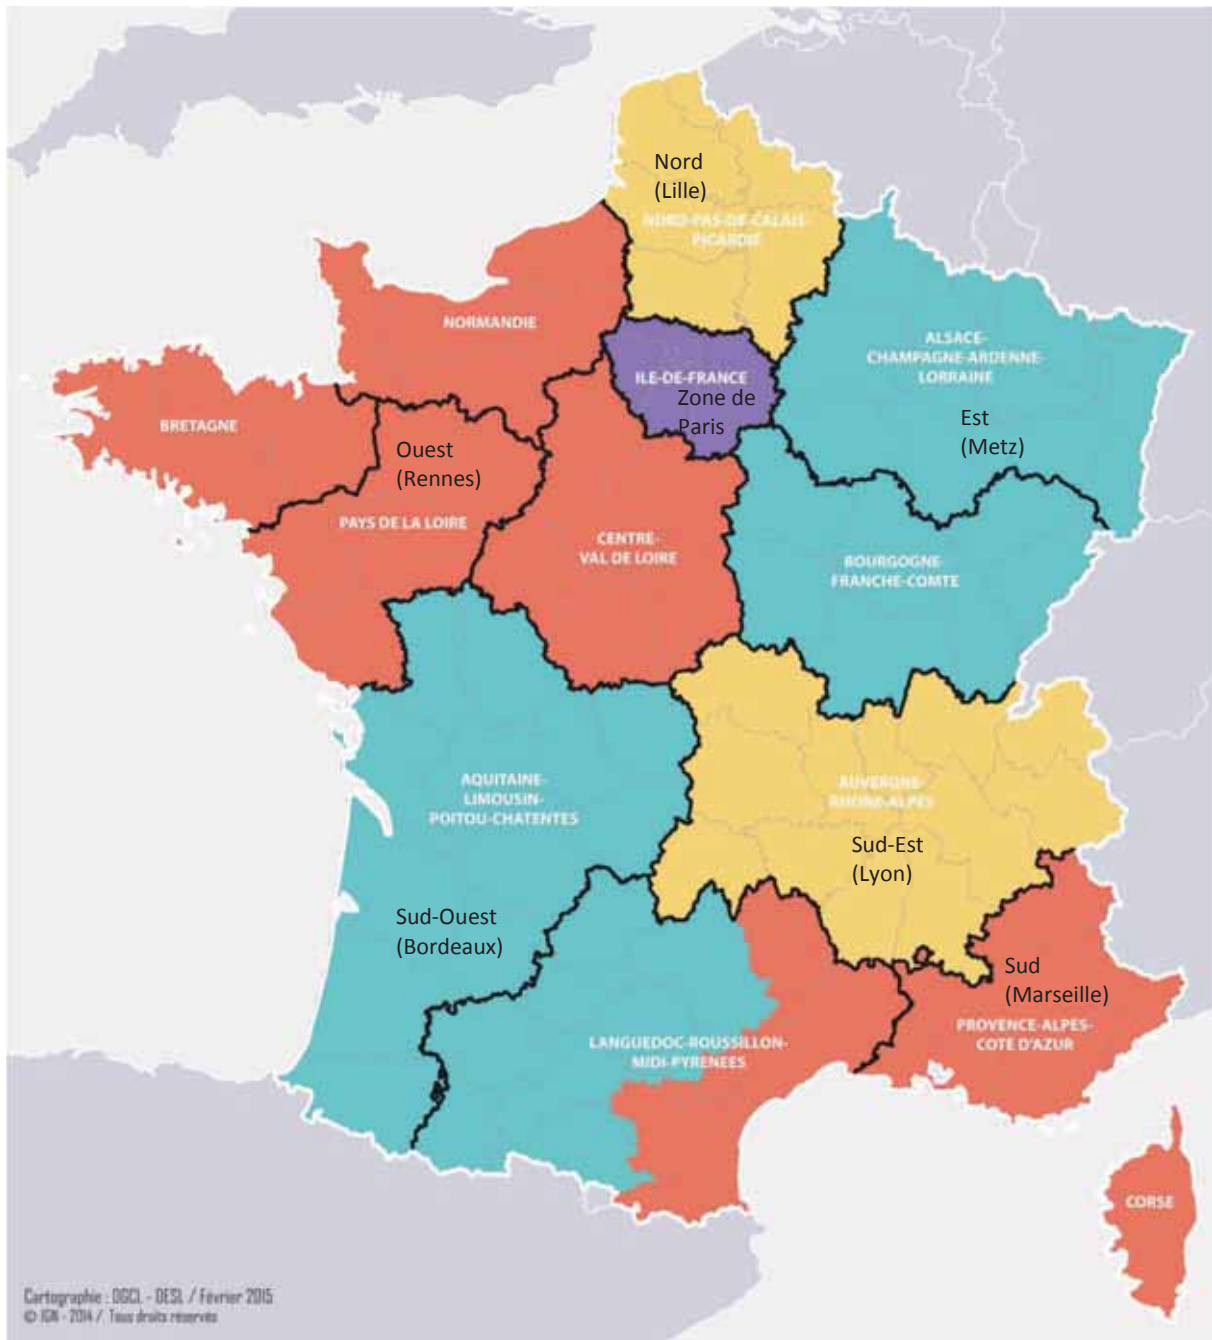 Nord
(Lille)
NORD-PAS-DE-CALAIS-
PICARDIE
NORMANDIE
ALSACE-
CHAMPAGNE-ARDENNE-
LORRAINE
ILE-DE-FRANCE
Zone de
Paris
Est
(Metz)
BRETAGNE
Ouest
(Rennes)
PAYS DE LA LOIRE
CENTRE-
VAL DE LOIRE
BOURGOGNE-
FRANCHE-COMTE
AQUITAINE-
LIMOUSIN-
POITOU-CHATENTES
AUVERGNE-
RHONE-ALPES
Sud-Est
(Lyon)
Sud-Ouest
(Bordeaux)
Sud
(Marseille)
PROVENCE-ALPES-
COTE D'AZUR
LANGUEDOC-ROUSSILLON-
MIDI-PYRENEES
CORSE
Cartographie : DGCL - DESL / Février 2015
© IGN - 2014 / Tous droits réservés